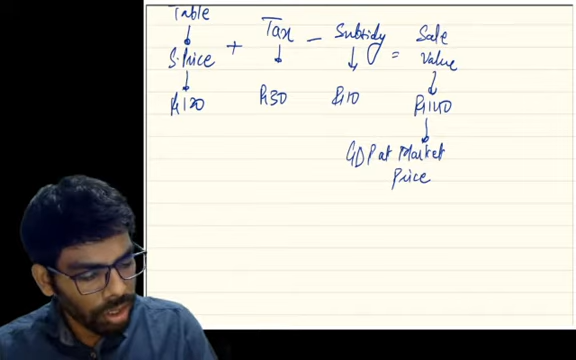 Table
Tax - Subsidy Sale
S.Price + = Value
₹120 ₹30 ₹10 ₹140
GDP at Market
Price